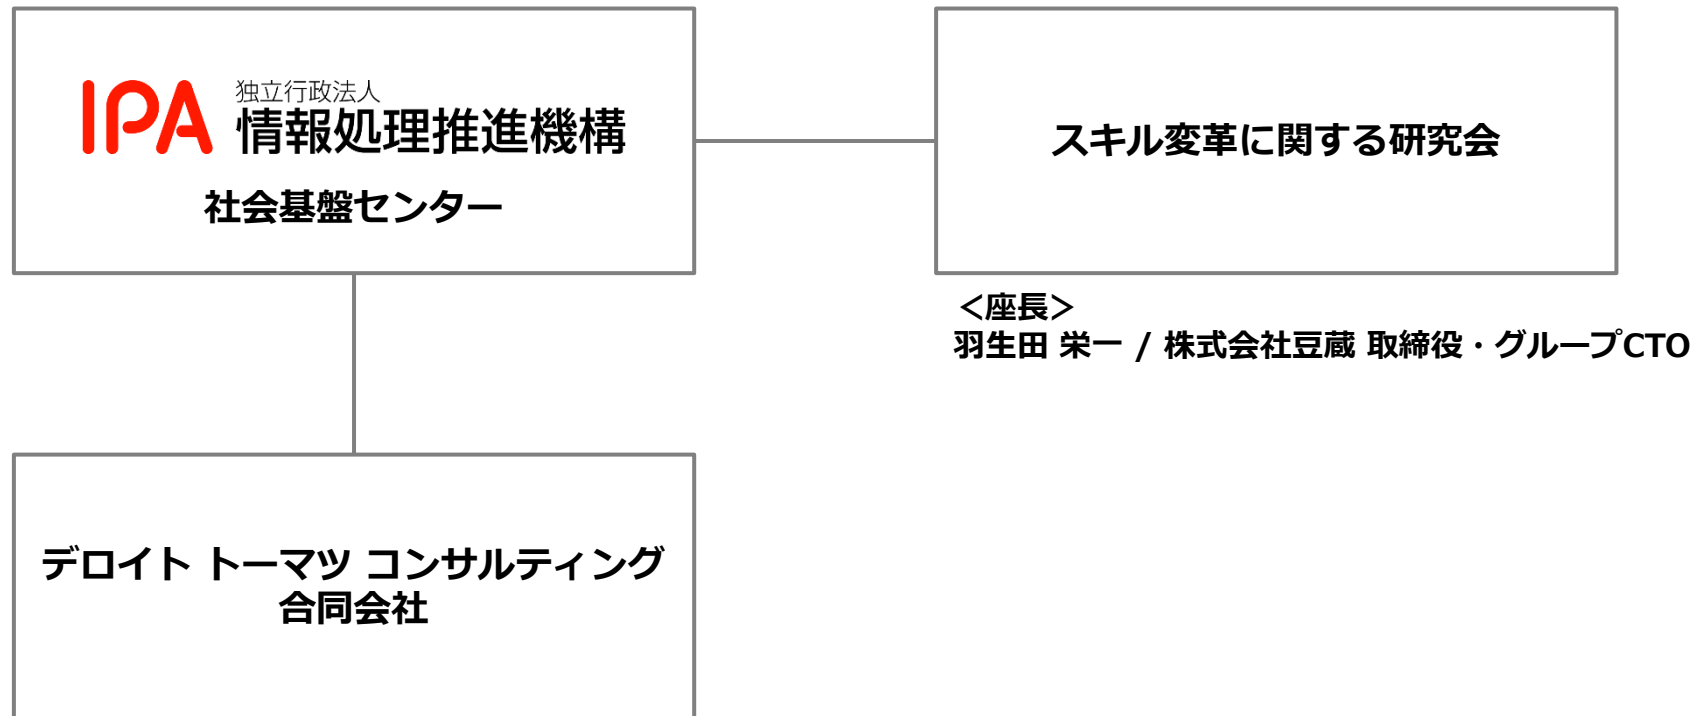 IPA 独立行政法人
情報処理推進機構
社会基盤センター
スキル変革に関する研究会
＜座長＞
羽生田 栄一 / 株式会社豆蔵 取締役・グループCTO
デロイト トーマツ コンサルティング
合同会社